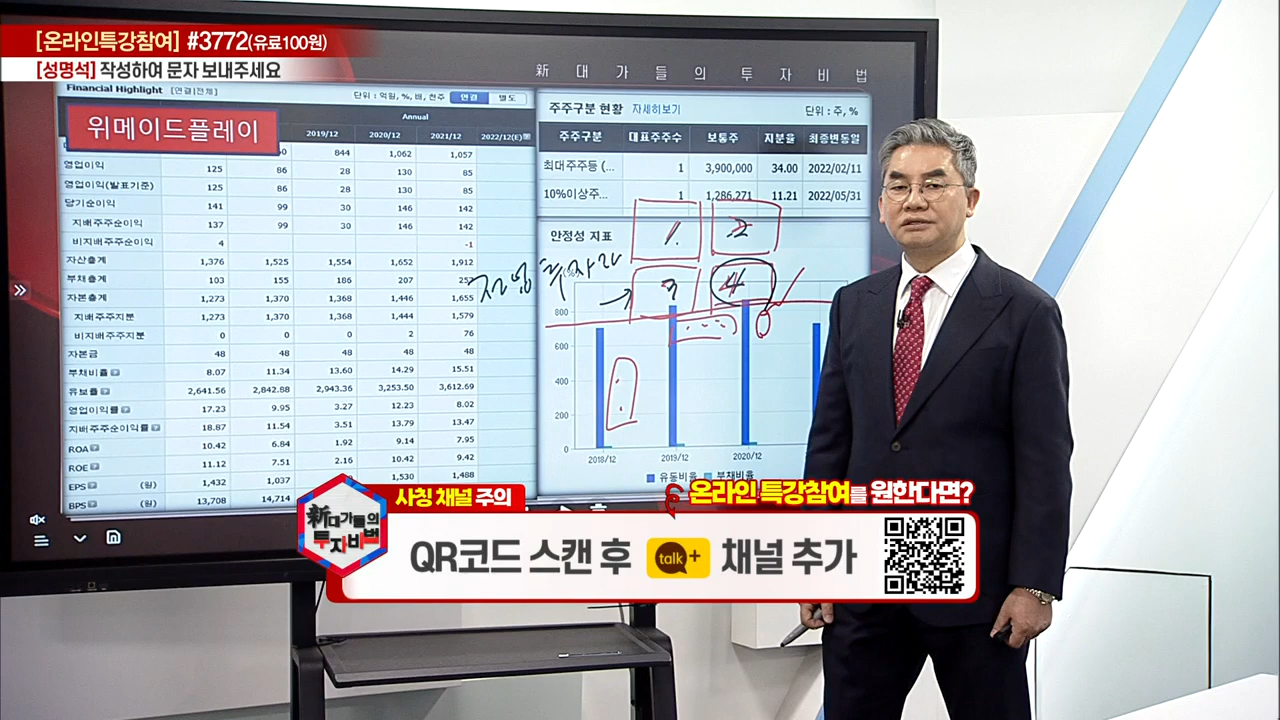 [온라인특강참여] #3772(유료100원)
[성명석] 작성하여 문자 보내주세요
新 대 가 들 의 투 자 비 법
Financial Highlight [연결|전체]
단위 : 억원, %, 배, 천주 연결 별도
위메이드플레이
Annual
2019/12 2020/12 2021/12 2022/12(E)
844 1,062 1,057
영업이익 125 86 28 130 85
영업이익(발표기준) 125 86 28 130 85
당기순이익 141 99 30 146 142
지배주주순이익 137 99 30 146 142
비지배주주순이익 4 -1
자산총계 1,376 1,525 1,554 1,652 1,912
부채총계 103 155 186 207
자본총계 1,273 1,370 1,368 1,446 1,655
지배주주지분 1,273 1,370 1,368 1,444 1,579
비지배주주지분 0 0 0 2 76
자본금 48 48 48 48 48
부채비율 8.07 11.34 13.60 14.29 15.51
유보율 2,641.56 2,842.88 2,943.36 3,253.50 3,612.69
영업이익률 17.23 9.95 3.27 12.23 8.02
지배주주순이익률 18.87 11.54 3.51 13.79 13.47
ROA 10.42 6.84 1.92 9.14 7.95
ROE 11.12 7.51 2.16 10.42 9.42
EPS (원) 1,432 1,037 1,530 1,488
BPS (원) 13,708 14,714
주주구분 현황 자세히보기 단위 : 주, %
주주구분 대표주주수 보통주 지분율 최종변동일
최대주주등 (... 1 3,900,000 34.00 2022/02/11
10%이상주... 1 1,286,271 11.21 2022/05/31
안정성 지표
1. 2
3 4
800
600
400
200
0
2018/12 2019/12 2020/12
유동비율 부채비율
사칭 채널 주의
온라인 특강참여를 원한다면?
新대가들의
투자비법
QR코드 스캔 후 talk+ 채널 추가